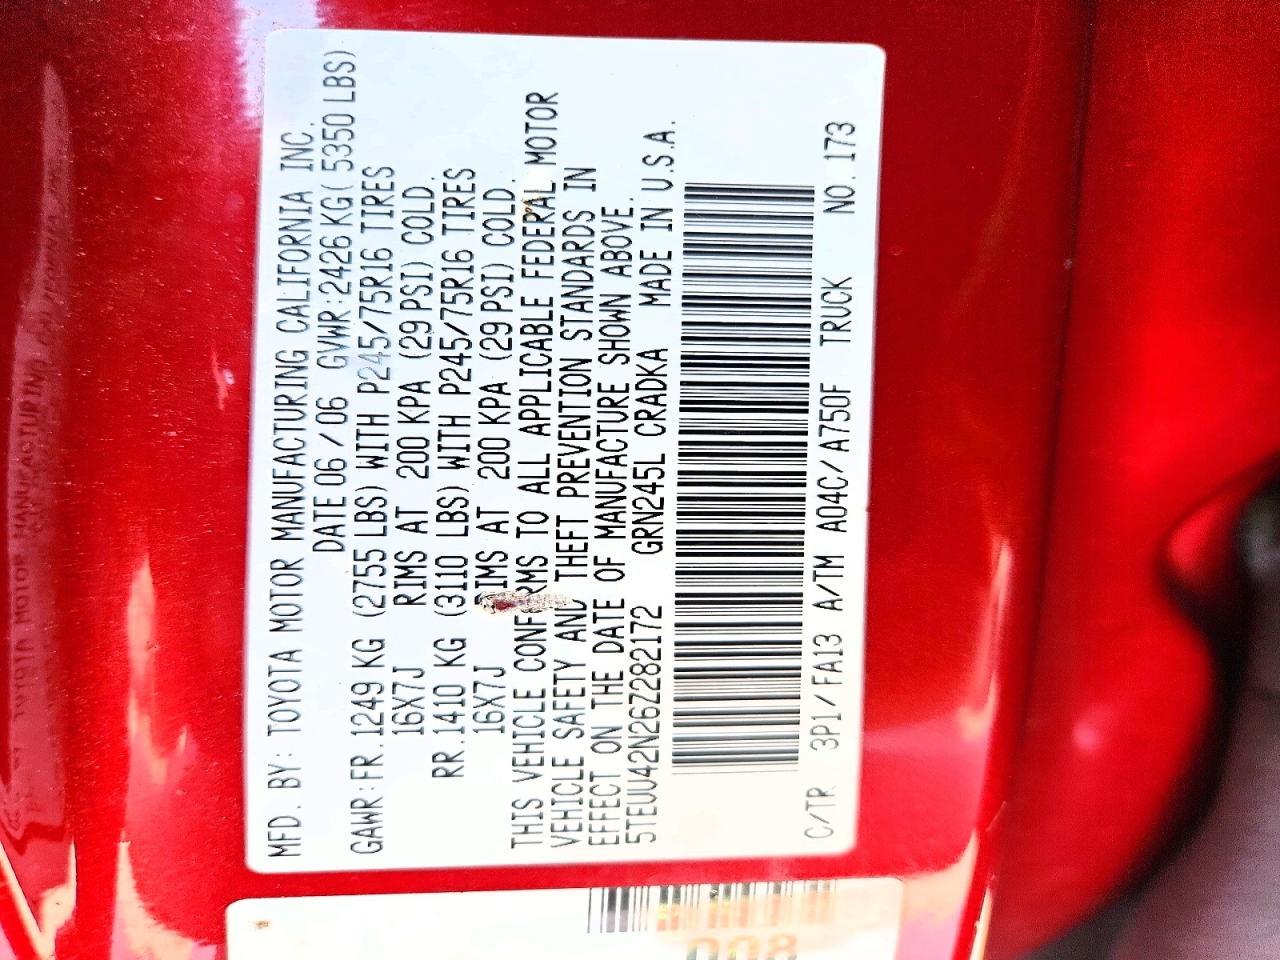 MFD. BY: TOYOTA MOTOR MANUFACTURING CALIFORNIA INC.
DATE 06/06 GVWR:2426 KG( 5350 LBS)
GAWR:FR.1249 KG (2755 LBS) WITH P245/75R16 TIRES
16X7J RIMS AT 200 KPA (29 PSI) COLD.
RR.1410 KG (3110 LBS) WITH P245/75R16 TIRES
16X7J RIMS AT 200 KPA (29 PSI) COLD.
THIS VEHICLE CONFORMS TO ALL APPLICABLE FEDERAL MOTOR
VEHICLE SAFETY AND THEFT PREVENTION STANDARDS IN
EFFECT ON THE DATE OF MANUFACTURE SHOWN ABOVE.
5TEUU42N26Z282172 GRN245L CRADKA MADE IN U.S.A.
C/TR 3P1/FA13 A/TM A04C/A750F TRUCK NO. 173